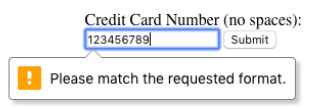 Credit Card Number (no spaces):
123456789 Submit
! Please match the requested format.